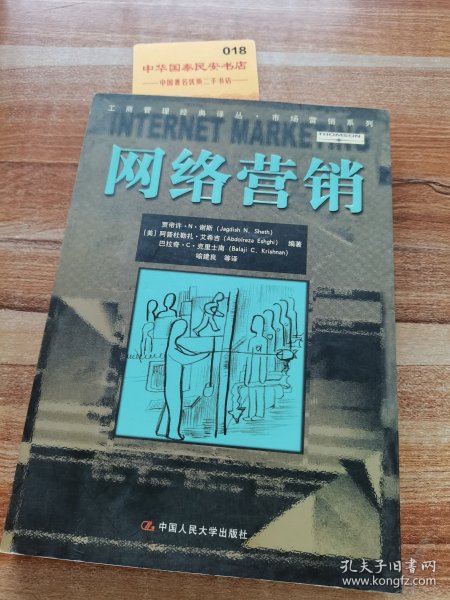 018
中华国泰民安书店
中国著名优质二手书店
工商管理经典译丛·市场营销系列
INTERNET MARKETING
THOMSON
网络营销
贾帝许·N·谢斯 (Jagdish N. Sheth)
[美] 阿蒂杜勒扎·艾希吉 (Abdolreza Eshghi) 编著
巴拉奇·C·克里士南 (Balaji C. Krishnan)
喻建良 等译
中国人民大学出版社
孔夫子旧书网
www.kongfz.com